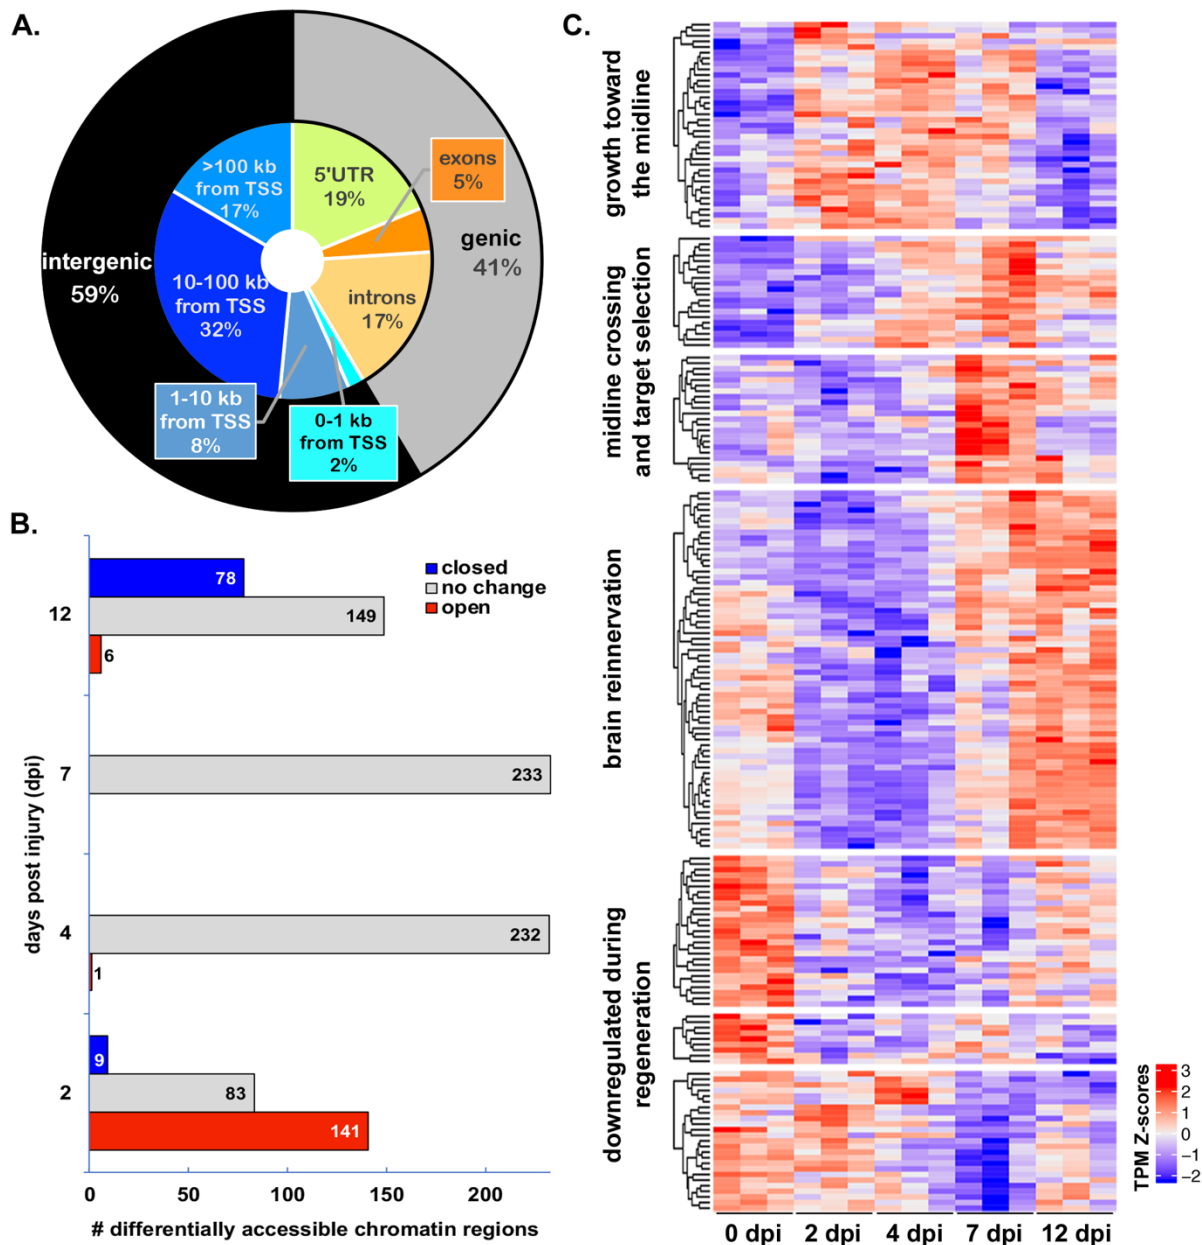 A.
>100 kb
from TSS
17%
5'UTR
19%
exons
5%
intergenic
59%
genic
41%
10-100 kb
from TSS
32%
introns
17%
1-10 kb
from TSS
8%
0-1 kb
from TSS
2%
B.
closed
no change
open
days post injury (dpi)
12
78
149
6
7
233
4
232
1
2
9
83
141
0
50
100
150
200
# differentially accessible chromatin regions
C.
growth toward
the midline
midline crossing
and target selection
brain reinnervation
downregulated during
regeneration
TPM Z-scores
3
2
1
0
−1
−2
0 dpi
2 dpi
4 dpi
7 dpi
12 dpi